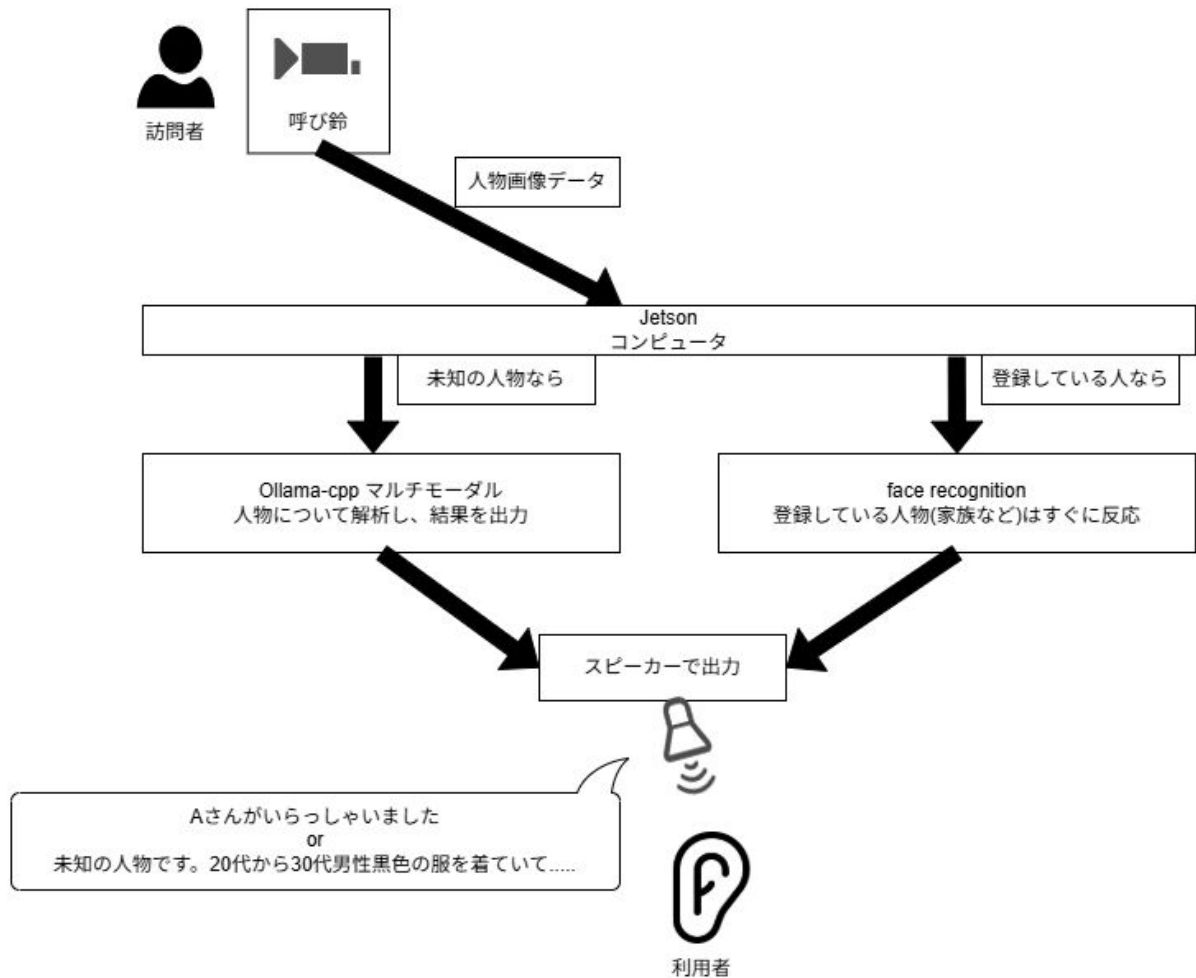 訪問者
呼び鈴
人物画像データ
Jetson
コンピュータ
未知の人物なら
登録している人なら
Ollama-cpp マルチモーダル
人物について解析し、結果を出力
face recognition
登録している人物(家族など)はすぐに反応
スピーカーで出力
Aさんがいらっしゃいました
or
未知の人物です。20代から30代男性黒色の服を着ていて.....
利用者